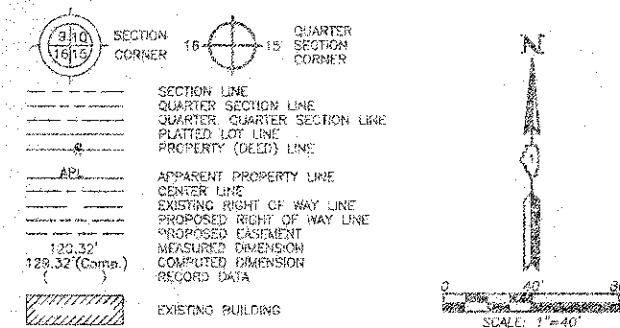 9 10 SECTION
16 15 CORNER
16 15 QUARTER
SECTION
CORNER
N
SECTION LINE
QUARTER SECTION LINE
QUARTER, QUARTER SECTION LINE
PLATTED LOT LINE
PROPERTY (DEED) LINE
APL APPARENT PROPERTY LINE
CENTER LINE
EXISTING RIGHT OF WAY LINE
PROPOSED RIGHT OF WAY LINE
PROPOSED EASEMENT
120.32' MEASURED DIMENSION
129.32'(Comp.) COMPUTED DIMENSION
( ) RECORD DATA
EXISTING BUILDING
0 40' 80
SCALE: 1"=40'